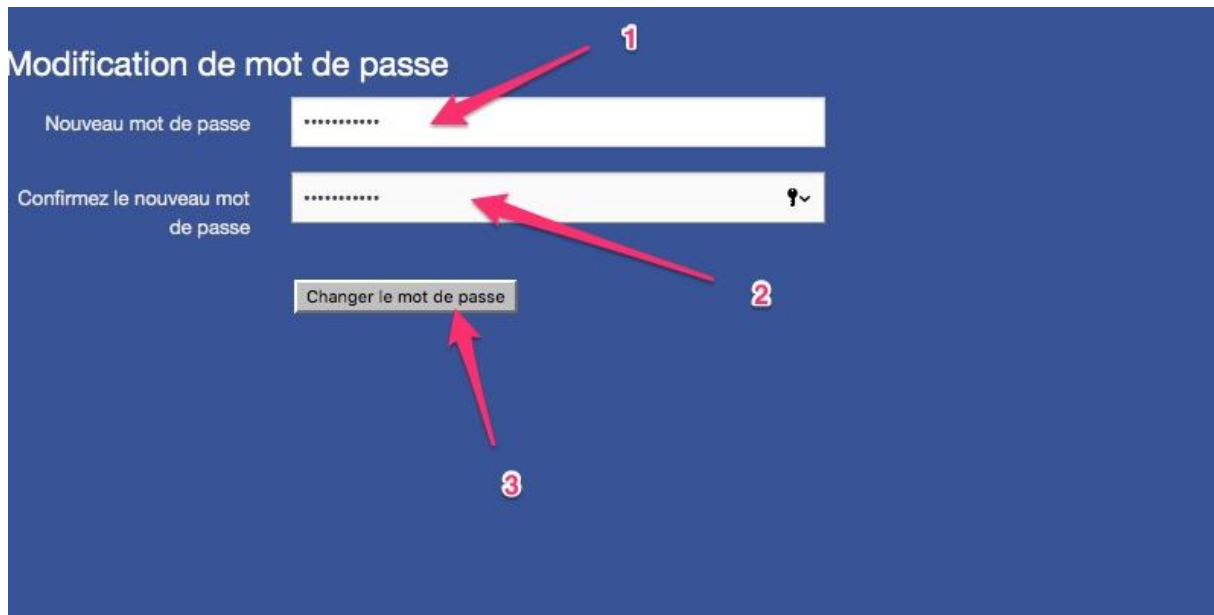 1
Modification de mot de passe
Nouveau mot de passe
•••••••••••
Confirmez le nouveau mot
de passe
•••••••••••
2
Changer le mot de passe
3